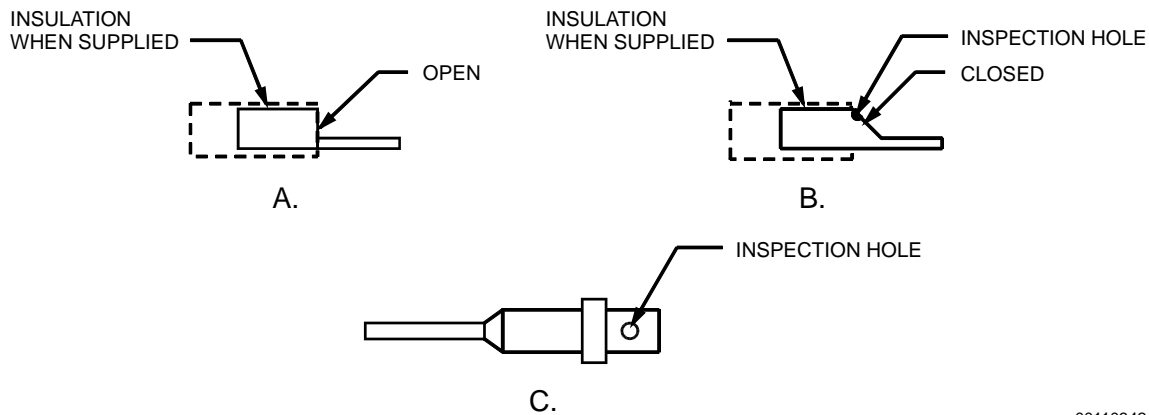 INSULATION
WHEN SUPPLIED
OPEN
A.
INSULATION
WHEN SUPPLIED
INSPECTION HOLE
CLOSED
B.
INSPECTION HOLE
C.